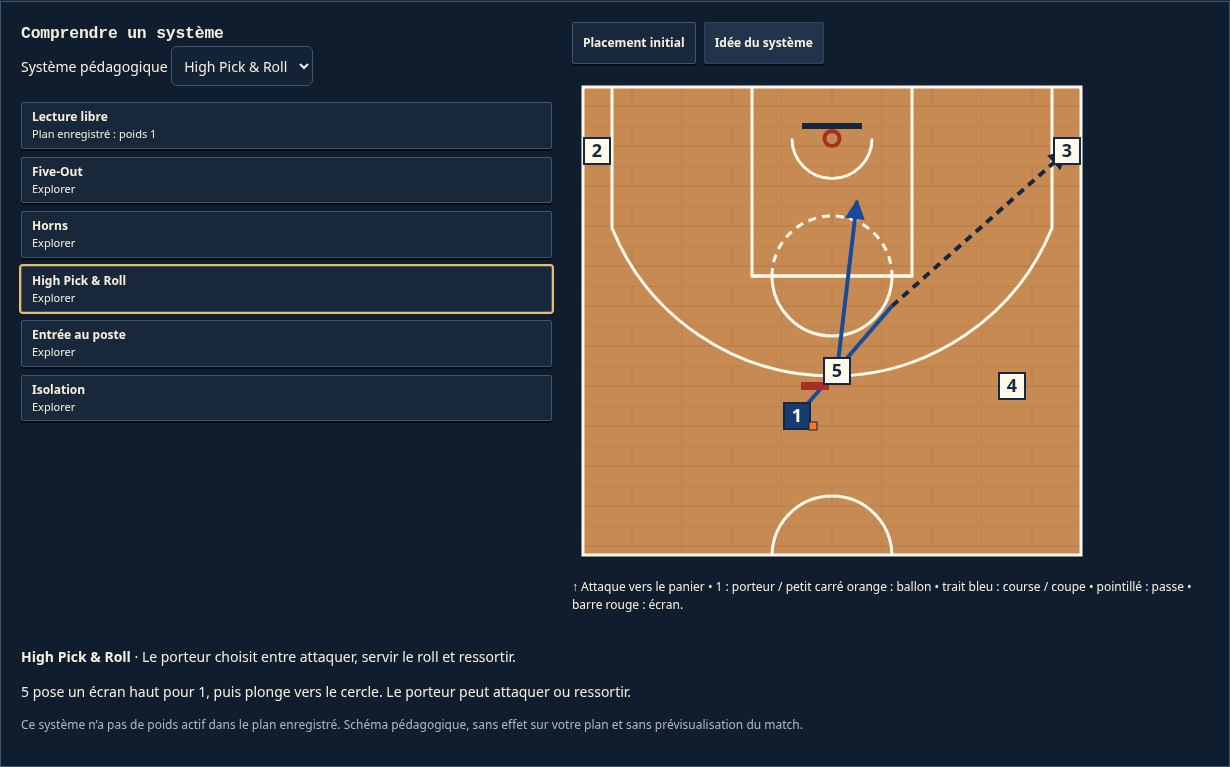 Comprendre un système
Système pédagogique High Pick & Roll
Lecture libre
Plan enregistré : poids 1
Five-Out
Explorer
Horns
Explorer
High Pick & Roll
Explorer
Entrée au poste
Explorer
Isolation
Explorer
Placement initial
Idée du système
2
3
5
4
1
↑ Attaque vers le panier • 1 : porteur / petit carré orange : ballon • trait bleu : course / coupe • pointillé : passe •
barre rouge : écran.
High Pick & Roll · Le porteur choisit entre attaquer, servir le roll et ressortir.
5 pose un écran haut pour 1, puis plonge vers le cercle. Le porteur peut attaquer ou ressortir.
Ce système n’a pas de poids actif dans le plan enregistré. Schéma pédagogique, sans effet sur votre plan et sans prévisualisation du match.